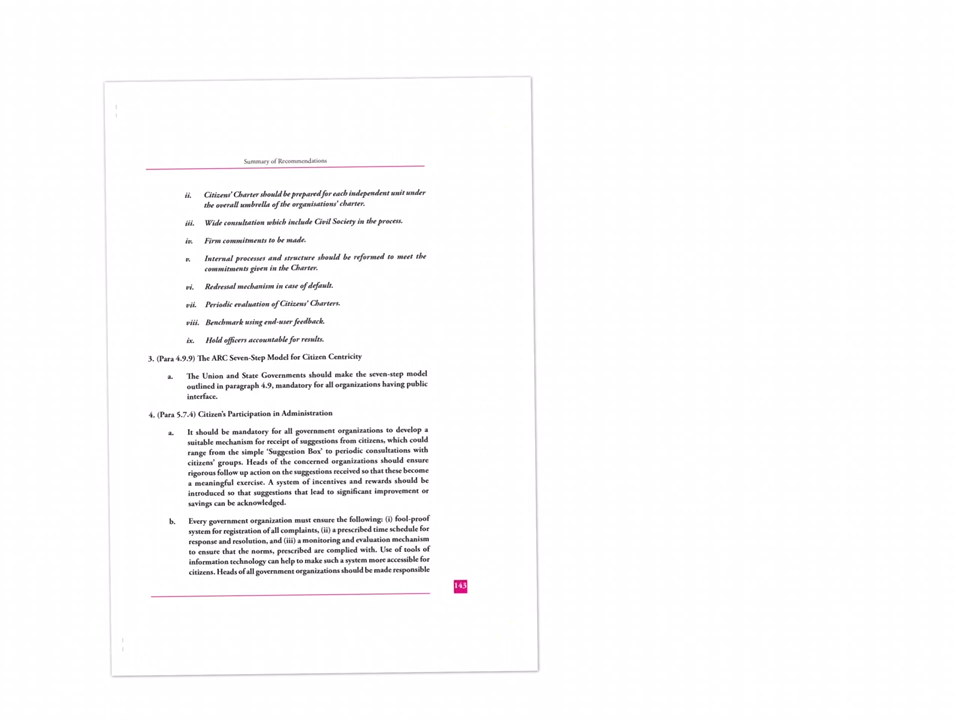 Summary of Recommendations
ii. Citizens' Charter should be prepared for each independent unit under
the overall umbrella of the organisations' charter.
iii. Wide consultation which include Civil Society in the process.
iv. Firm commitments to be made.
v. Internal processes and structure should be reformed to meet the
commitments given in the Charter.
vi. Redressal mechanism in case of default.
vii. Periodic evaluation of Citizens' Charters.
viii. Benchmark using end-user feedback.
ix. Hold officers accountable for results.
3. (Para 4.9.9) The ARC Seven-Step Model for Citizen Centricity
a. The Union and State Governments should make the seven-step model
outlined in paragraph 4.9, mandatory for all organizations having public
interface.
4. (Para 5.7.4) Citizen's Participation in Administration
a. It should be mandatory for all government organizations to develop a
suitable mechanism for receipt of suggestions from citizens, which could
range from the simple 'Suggestion Box' to periodic consultations with
citizens' groups. Heads of the concerned organizations should ensure
rigorous follow up action on the suggestions received so that these become
a meaningful exercise. A system of incentives and rewards should be
introduced so that suggestions that lead to significant improvement or
savings can be acknowledged.
b. Every government organization must ensure the following: (i) fool-proof
system for registration of all complaints, (ii) a prescribed time schedule for
response and resolution, and (iii) a monitoring and evaluation mechanism
to ensure that the norms, prescribed are complied with. Use of tools of
information technology can help to make such a system more accessible for
citizens. Heads of all government organizations should be made responsible
143